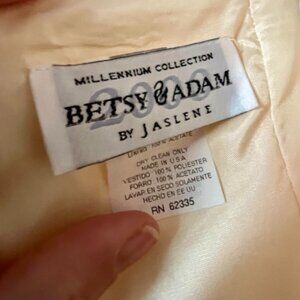 MILLENNIUM COLLECTION
2000
BETSY & ADAM
BY JASLENE
LINING 100% ACETATE
DRY CLEAN ONLY
MADE IN U.S.A.
VESTIDO 100% POLIESTER
FORRO 100% ACETATO
LAVAR EN SECO SOLAMENTE
HECHO EN EE UU
RN 62335